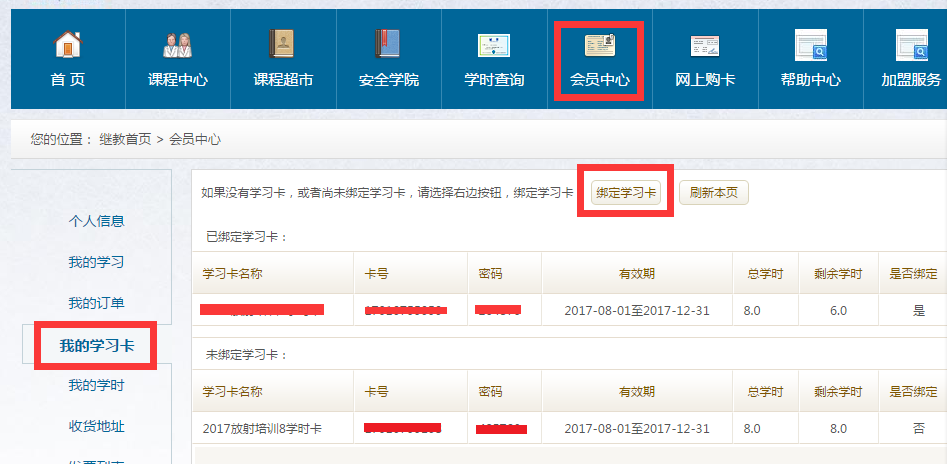 首 页 课程中心 课程超市 安全学院 学时查询 会员中心 网上购卡 帮助中心 加盟服务
您的位置： 继教首页 > 会员中心
个人信息
我的学习
我的订单
我的学习卡
我的学时
收货地址
如果没有学习卡，或者尚未绑定学习卡，请选择右边按钮，绑定学习卡 绑定学习卡 刷新本页
已绑定学习卡：
学习卡名称 卡号 密码 有效期 总学时 剩余学时 是否绑定
2017-08-01至2017-12-31 8.0 6.0 是
未绑定学习卡：
学习卡名称 卡号 密码 有效期 总学时 剩余学时 是否绑定
2017放射培训8学时卡 2017-08-01至2017-12-31 8.0 8.0 否